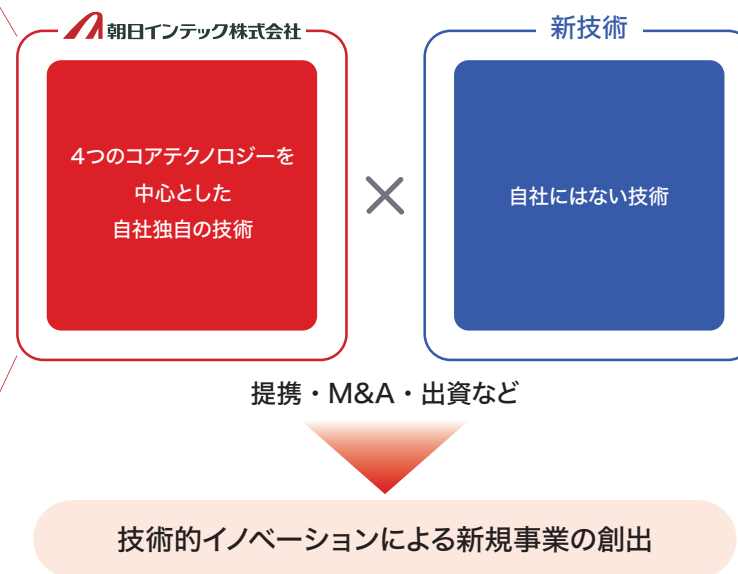 朝日インテック株式会社
新技術
4つのコアテクノロジーを
中心とした
自社独自の技術
×
自社にはない技術
提携・M&A・出資など
技術的イノベーションによる新規事業の創出